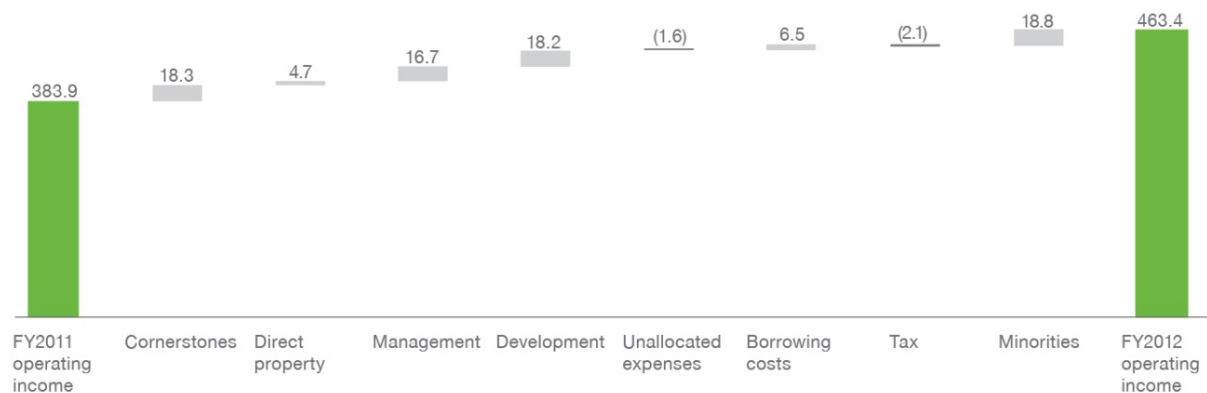 383.9
18.3
4.7
16.7
18.2
(1.6)
6.5
(2.1)
18.8
463.4
FY2011
operating
income
Cornerstones
Direct
property
Management
Development
Unallocated
expenses
Borrowing
costs
Tax
Minorities
FY2012
operating
income